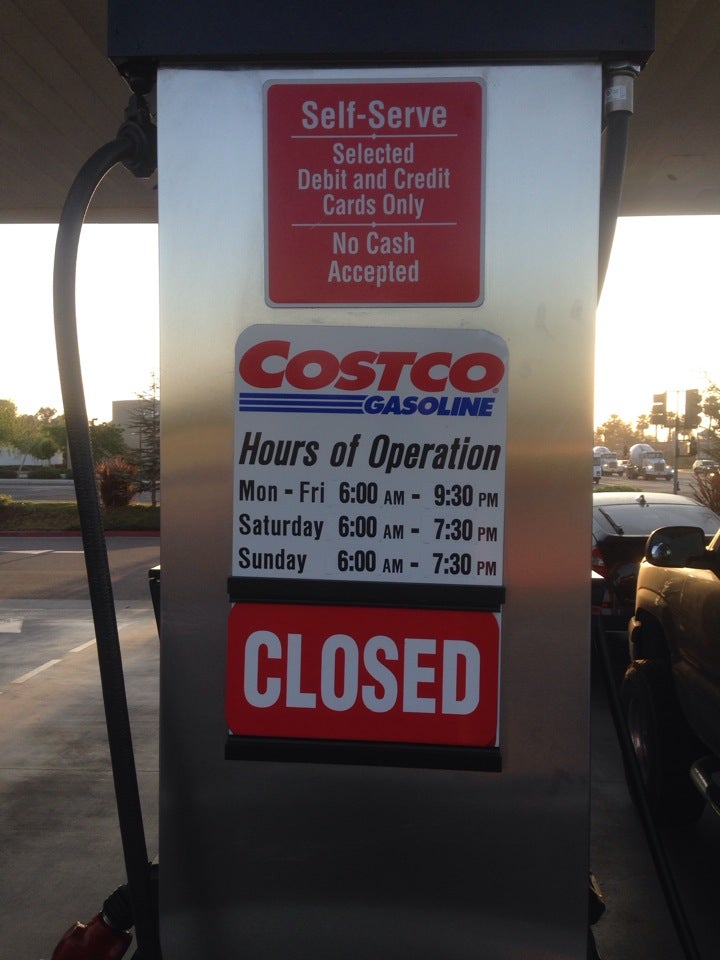 Self-Serve
Selected
Debit and Credit
Cards Only
No Cash
Accepted
COSTCO
GASOLINE
Hours of Operation
Mon - Fri 6:00 AM - 9:30 PM
Saturday 6:00 AM - 7:30 PM
Sunday 6:00 AM - 7:30 PM
CLOSED